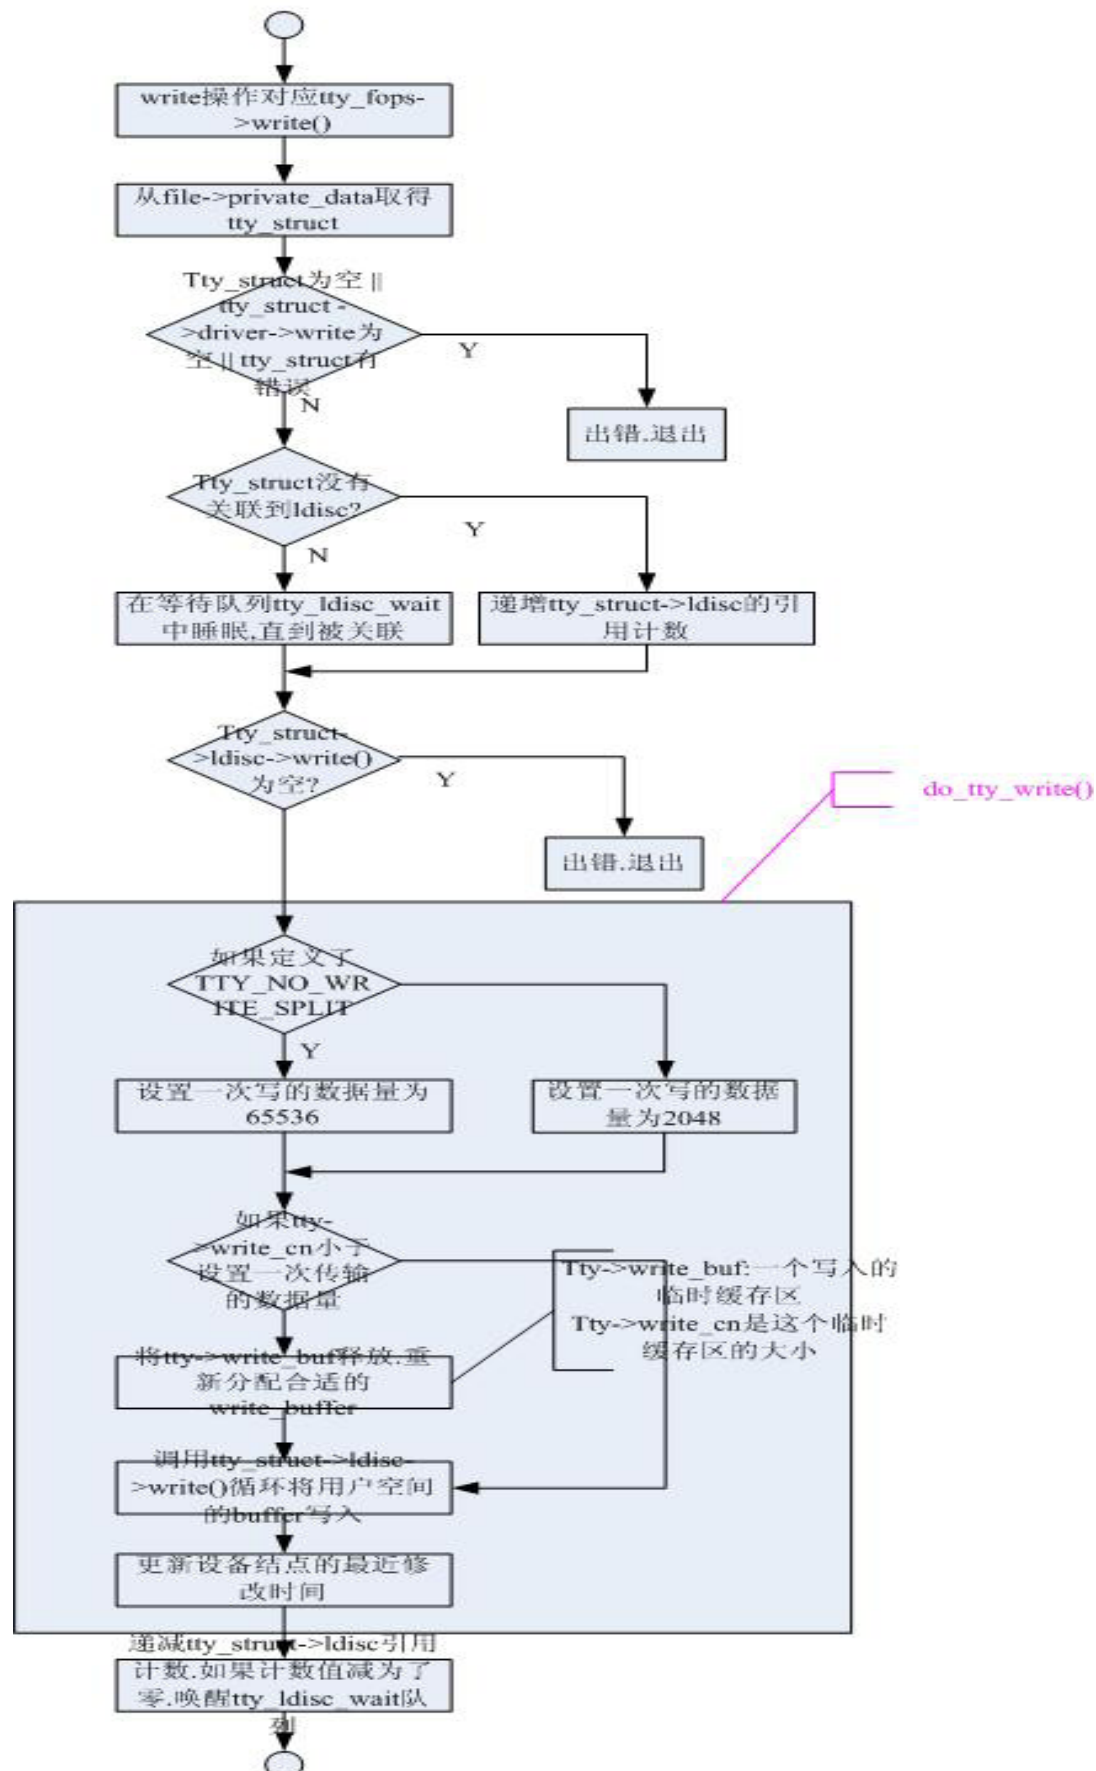 write操作对应tty_fops-
>write()
从file->private_data取得
tty_struct
Tty_struct为空 ||
tty_struct -
>driver->write为
空 || tty_struct有
错误
Y
N
出错.退出
Tty_struct没有
关联到ldisc?
Y
N
在等待队列tty_ldisc_wait
中睡眠,直到被关联
递增tty_struct->ldisc的引
用计数
Tty_struct-
>ldisc->write()
为空?
Y
do_tty_write()
出错.退出
如果定义了
TTY_NO_WR
ITE_SPLIT
Y
设置一次写的数据量为
65536
设置一次写的数据
量为2048
如果tty-
>write_cn小于
设置一次传输
的数据量
Tty->write_buf:一个写入的
临时缓存区
Tty->write_cn是这个临时
缓存区的大小
将tty->write_buf释放.重
新分配合适的
write_buffer
调用tty_struct->ldisc-
>write()循环将用户空间
的buffer写入
更新设备结点的最近修
改时间
递减tty_struct->ldisc引用
计数.如果计数值减为了
零.唤醒tty_ldisc_wait队
列